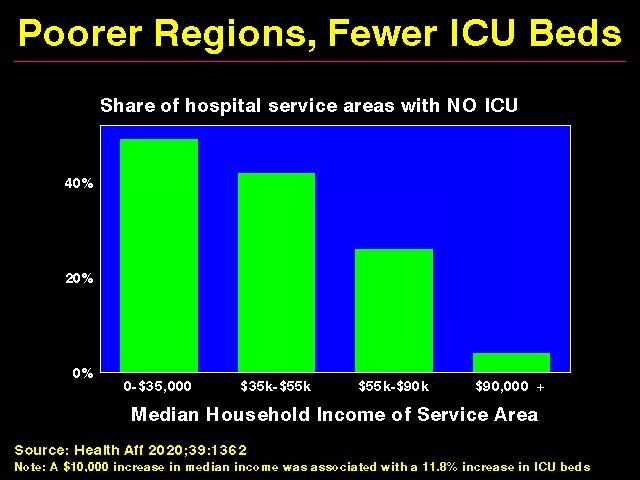 Poorer Regions, Fewer ICU Beds
Share of hospital service areas with NO ICU
40%
20%
0%
0-$35,000 $35k-$55k $55k-$90k $90,000 +
Median Household Income of Service Area
Source: Health Aff 2020;39:1362
Note: A $10,000 increase in median income was associated with a 11.8% increase in ICU beds